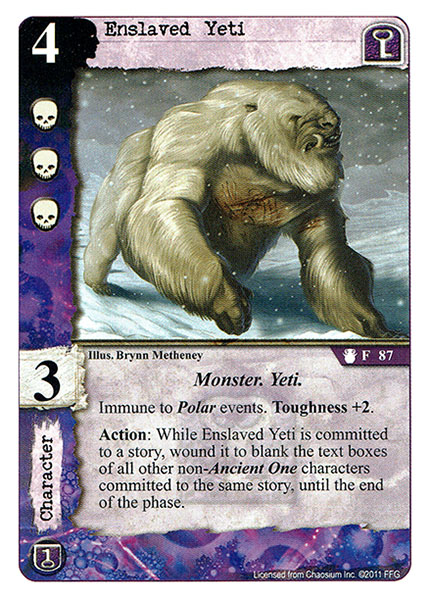 4
Enslaved Yeti
Illus. Brynn Metheney
F 87
3
Monster. Yeti.
Immune to Polar events. Toughness +2.
Action: While Enslaved Yeti is committed
to a story, wound it to blank the text boxes
of all other non-Ancient One characters
committed to the same story, until the end
of the phase.
Character
1
Licensed from Chaosium Inc. ©2011 FFG